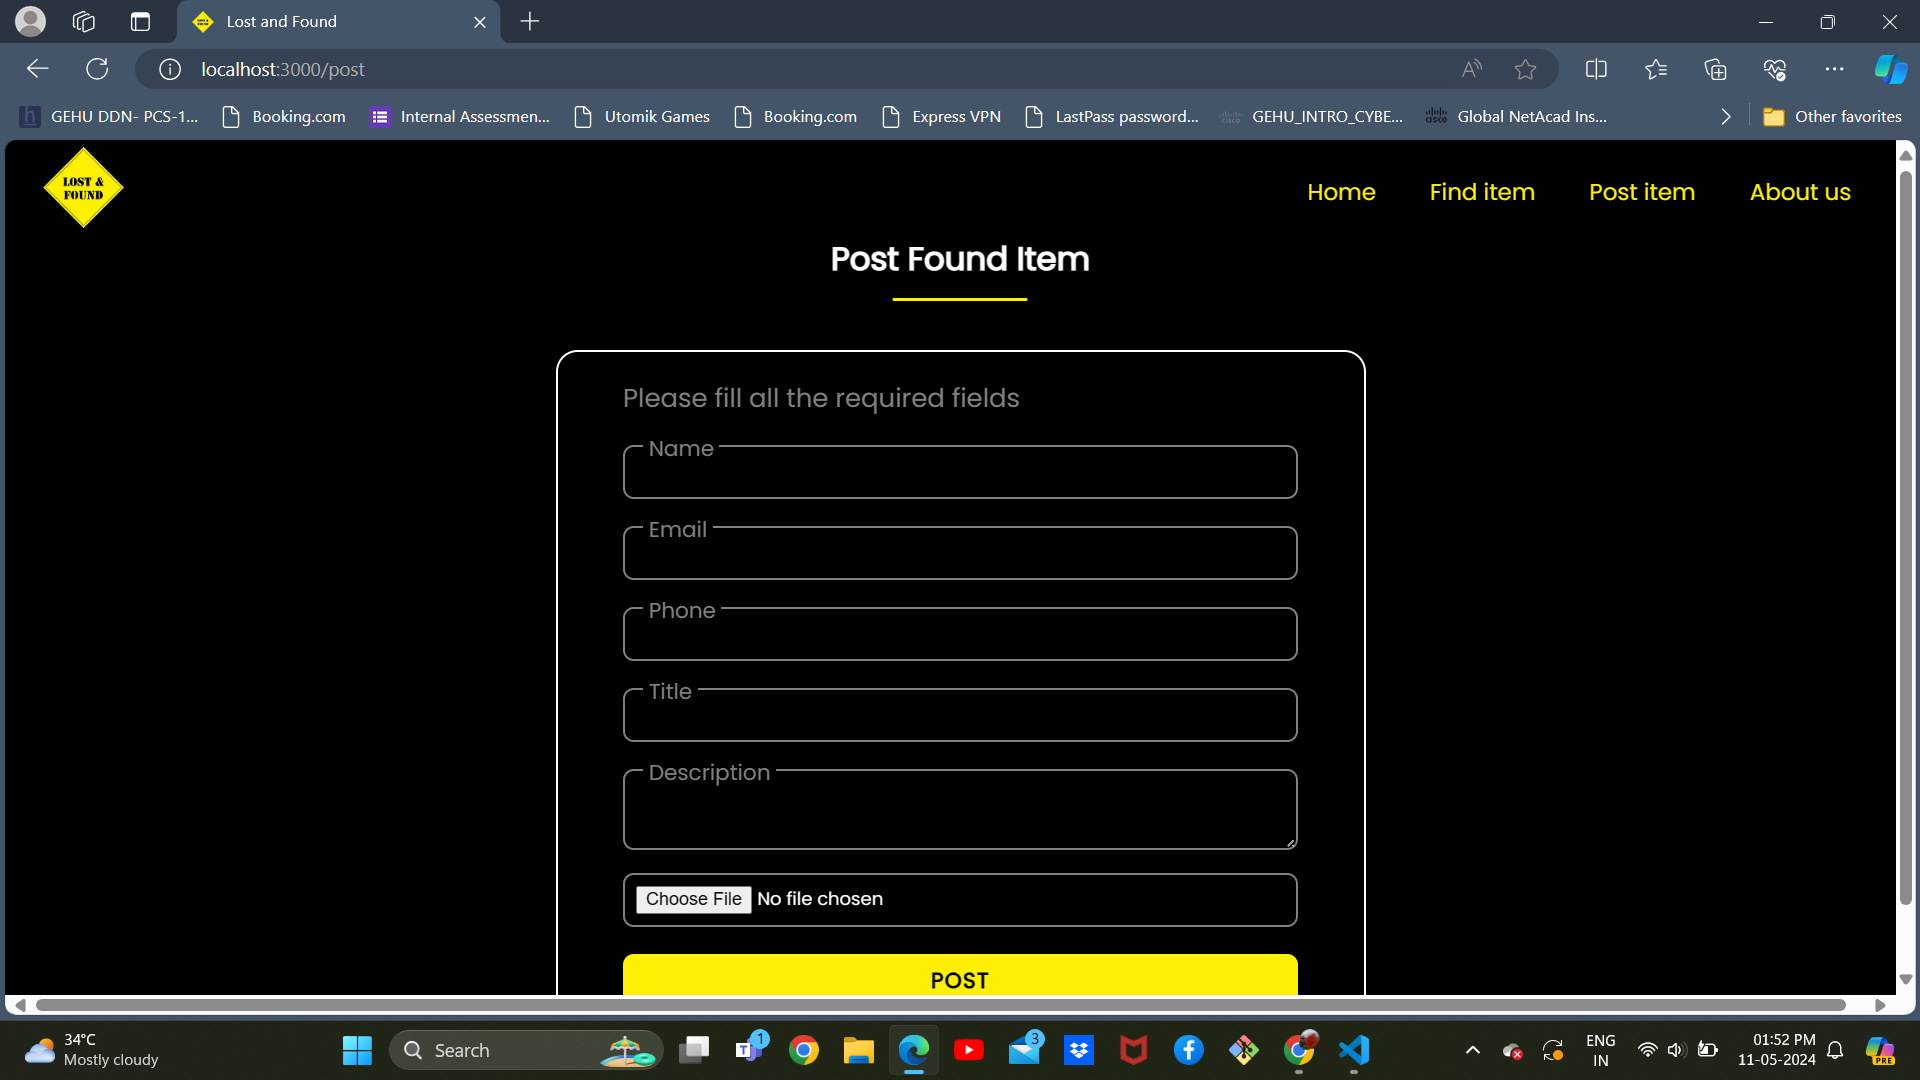 Lost and Found
localhost:3000/post
GEHU DDN- PCS-1...
Booking.com
Internal Assessmen...
Utomik Games
Booking.com
Express VPN
LastPass password...
GEHU_INTRO_CYBE...
Global NetAcad Ins...
Other favorites
LOST &
FOUND
Home
Find item
Post item
About us
Post Found Item
Please fill all the required fields
Name
Email
Phone
Title
Description
Choose File No file chosen
POST
34°C
Mostly cloudy
Search
1
3
ENG
IN
01:52 PM
11-05-2024
PRE